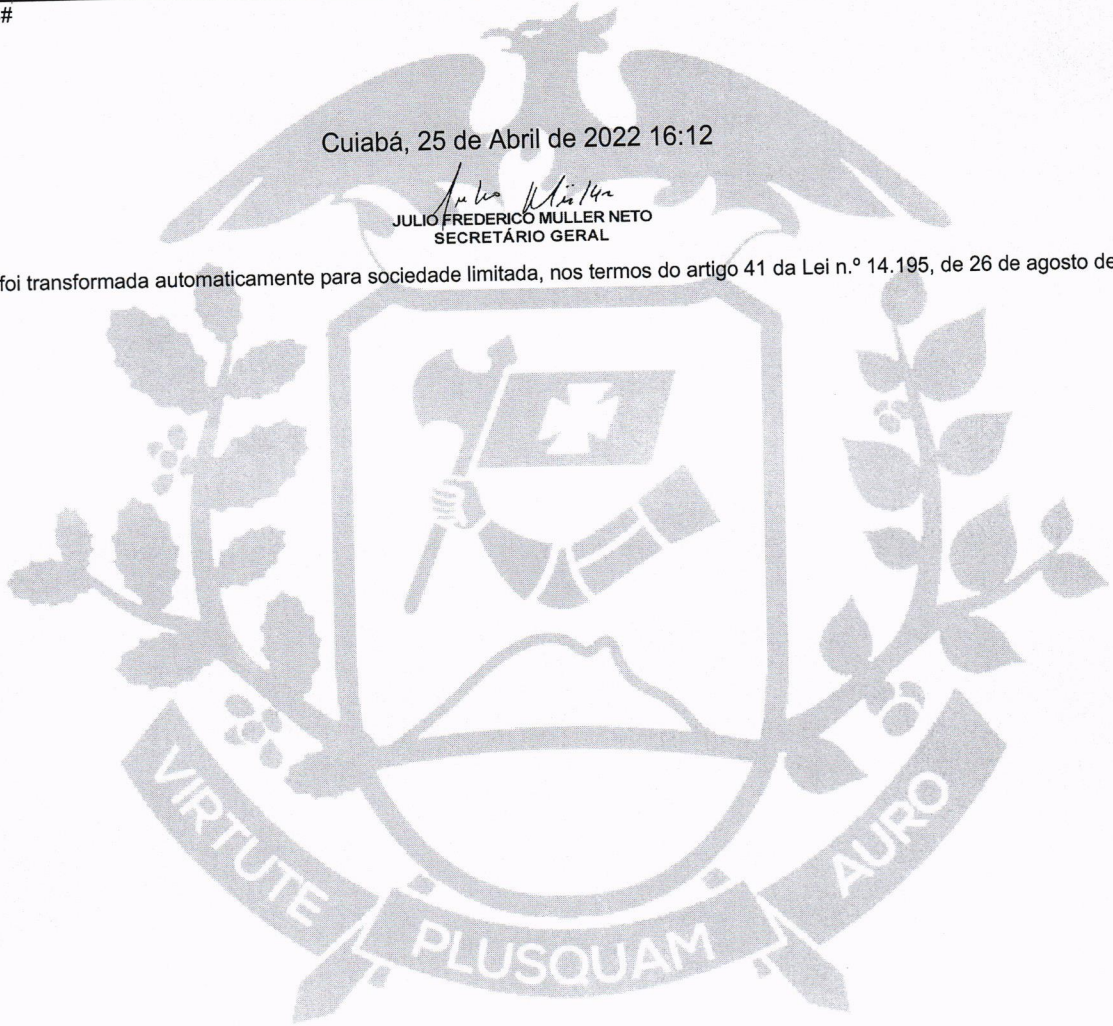 #
Cuiabá, 25 de Abril de 2022 16:12
JULIO FREDERICO MULLER NETO
SECRETÁRIO GERAL
foi transformada automaticamente para sociedade limitada, nos termos do artigo 41 da Lei n.º 14.195, de 26 de agosto de
VIRTUTE PLUSQUAM AURO